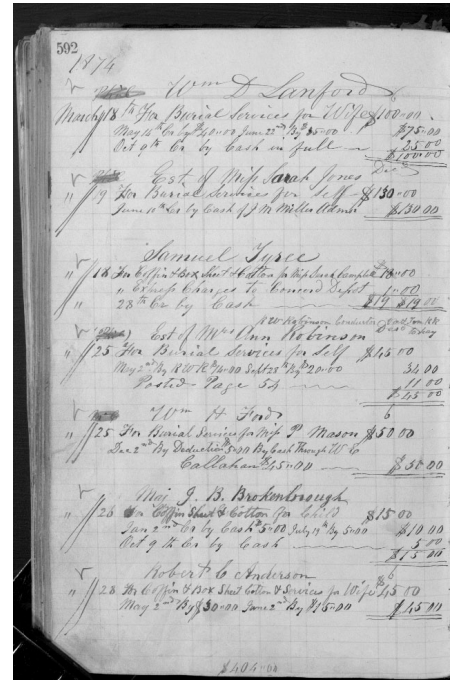 592
1874
Wm D Lanford
March 18th For Burial Services for Wife $100=00
May 16th Cr by $40=00 June 22nd By $35=00 $75=00
Oct 9th Cr by Cash in full 25 00
$100=00
Est of Miss Sarah Jones
" 19 For Burial Services for Self $130=00
June 10th Cr by Cash of J M Miller Admr $130 00
Samuel Tyree
" 18 For Coffin & Box Sheet & Cotton for Miss Campbell $18=00
" Express Charges to Concord Depot 1=00
28th Cr by Cash $19 $19 00
R W Robinson Conductor
Est of Mrs Ann Robinson
" 25 For Burial Services for Self $45=00
May 2nd By R W R $14=00 Sept 28th By $20=00 34 00
Posted Page 54 11 00
$45 00
Wm H Ford
" 25 For Burial Services for Miss P Mason $50=00
Dec 2nd By Deduction $5=00 By Cash Through W C
Callahan $45=00 $50 00
Maj J. B. Brokenbrough
" 26 For Coffin Sheet & Cotton for Child $15=00
Jan 2nd Cr by Cash $5=00 July 14th By 5=00 $10 00
Oct 9th Cr by Cash 5 00
$15 00
Robert C Anderson
" 28 For Coffin & Box Sheet Cotton & Services for Wife $45 00
May 2nd By $30=00 June 2nd By $15=00 $45 00
$404=00